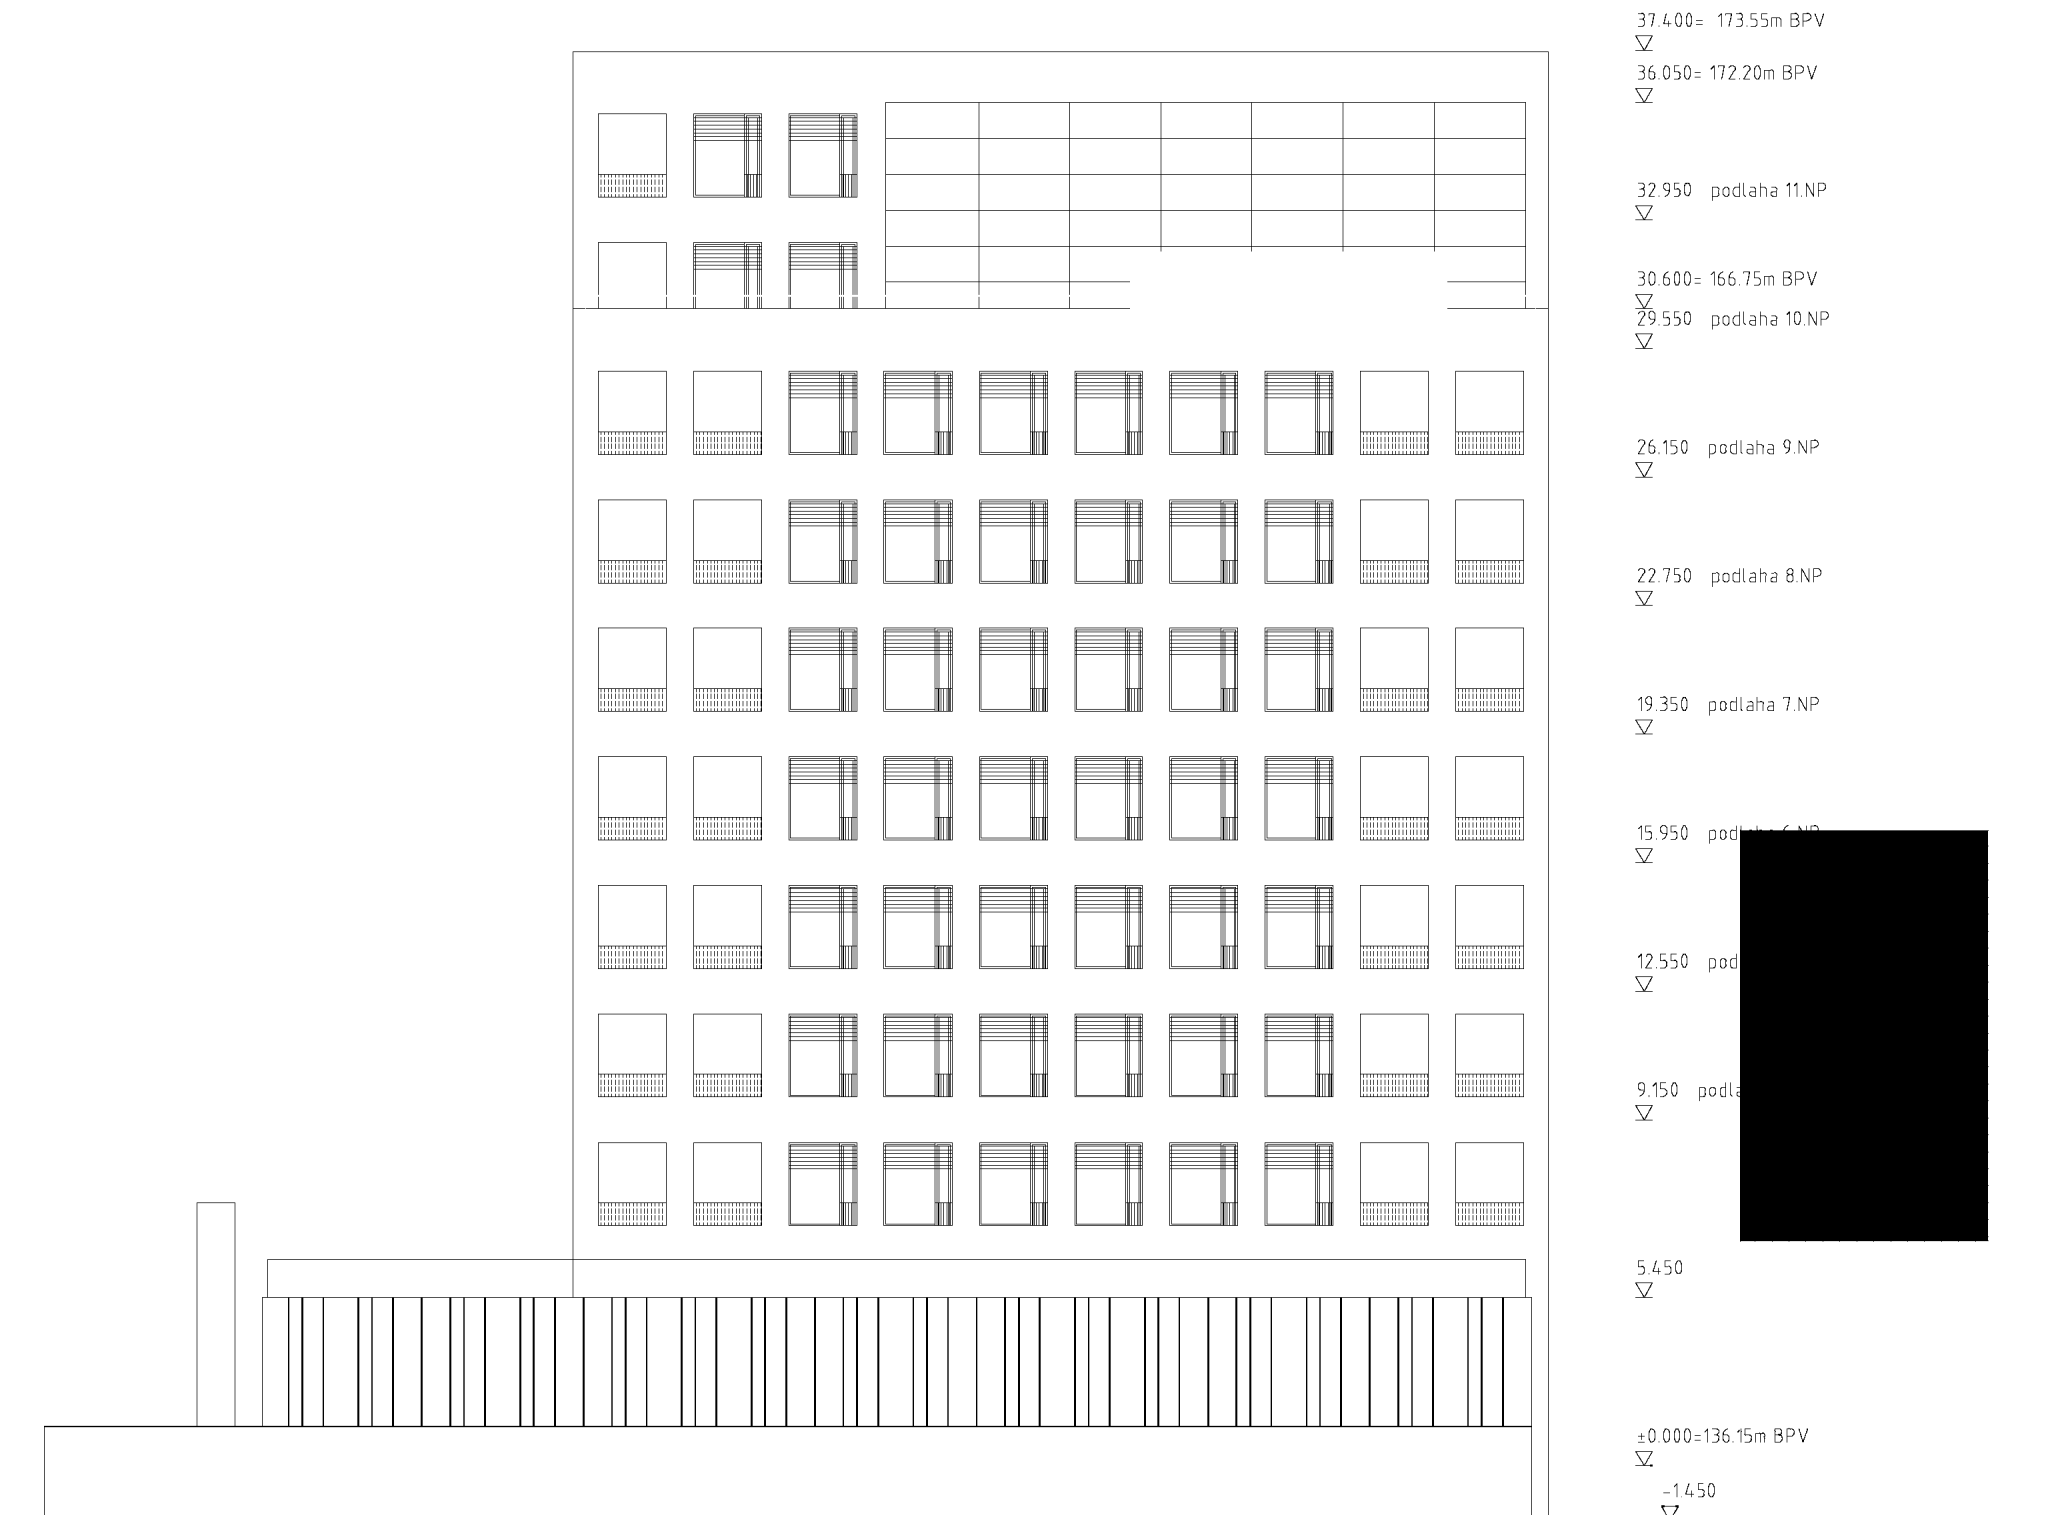 37.400= 173.55m BPV
36.050= 172.20m BPV
32.950 podlaha 11.NP
30.600= 166.75m BPV
29.550 podlaha 10.NP
26.150 podlaha 9.NP
22.750 podlaha 8.NP
19.350 podlaha 7.NP
15.950
12.550
9.150
5.450
±0.000=136.15m BPV
-1.450